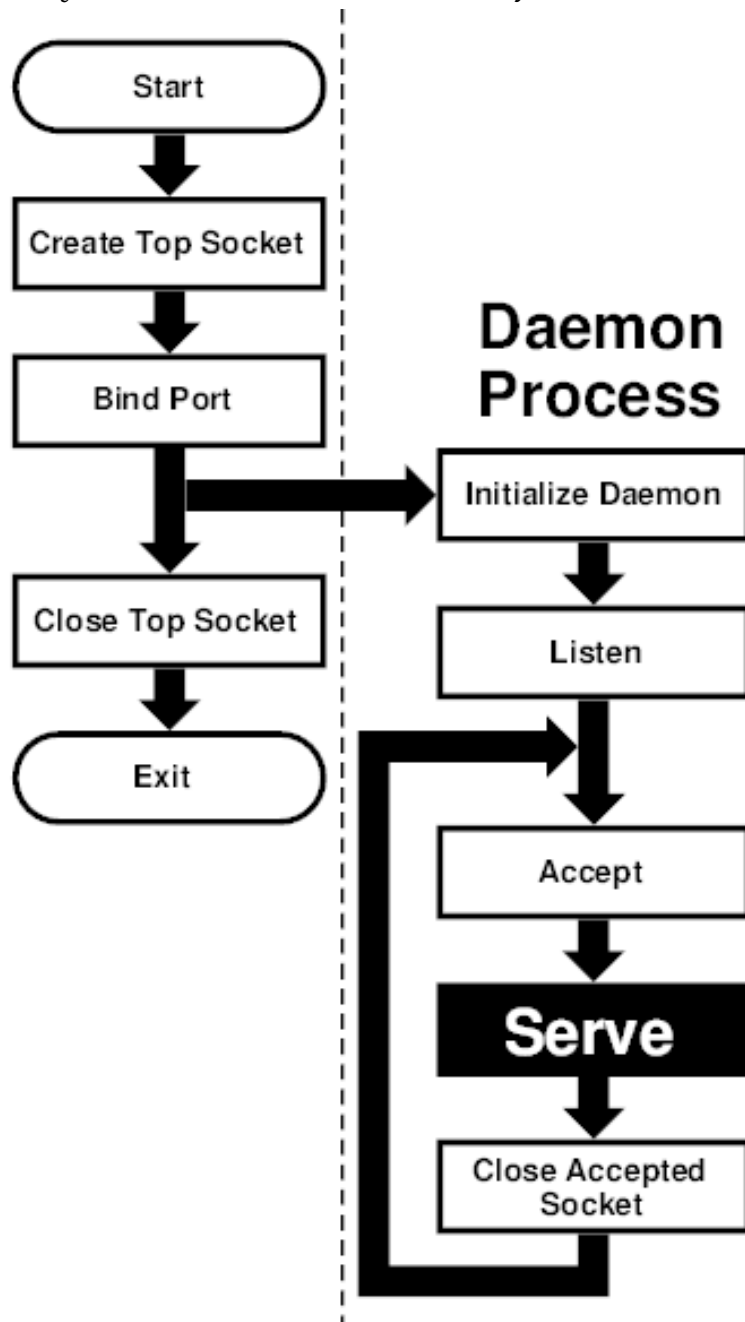 Start
Create Top Socket
Bind Port
Close Top Socket
Exit
Daemon
Process
Initialize Daemon
Listen
Accept
Serve
Close Accepted
Socket